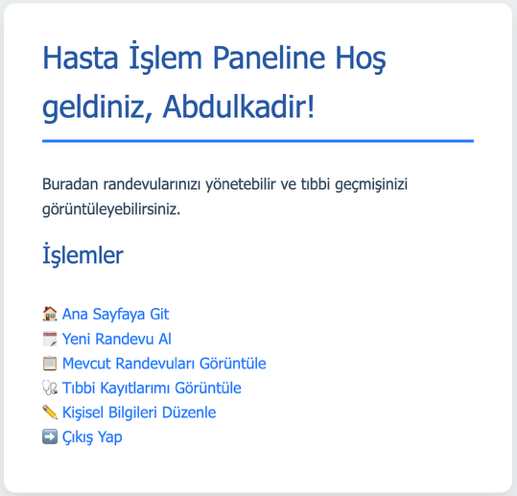 Hasta İşlem Paneline Hoş
geldiniz, Abdulkadir!
Buradan randevularınızı yönetebilir ve tıbbi geçmişinizi
görüntüleyebilirsiniz.
İşlemler
🏠 Ana Sayfaya Git
🗓️ Yeni Randevu Al
📋 Mevcut Randevuları Görüntüle
🩺 Tıbbi Kayıtlarımı Görüntüle
✏️ Kişisel Bilgileri Düzenle
➡️ Çıkış Yap